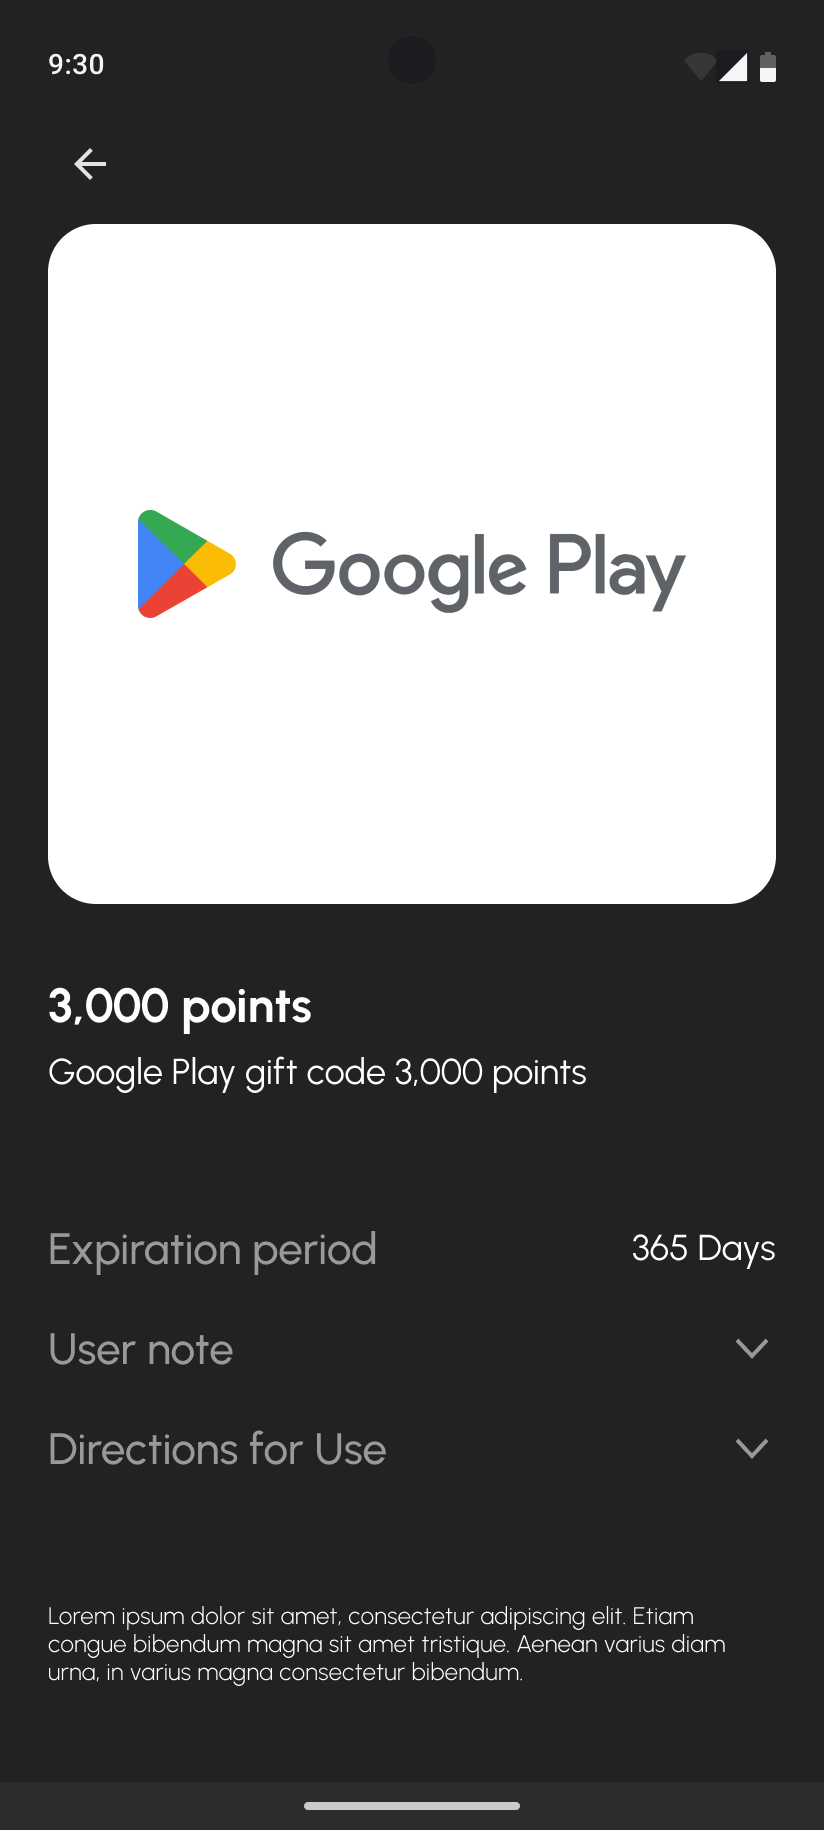 9:30
Google Play
3,000 points
Google Play gift code 3,000 points
Expiration period 365 Days
User note
Directions for Use
Lorem ipsum dolor sit amet, consectetur adipiscing elit. Etiam
congue bibendum magna sit amet tristique. Aenean varius diam
urna, in varius magna consectetur bibendum.